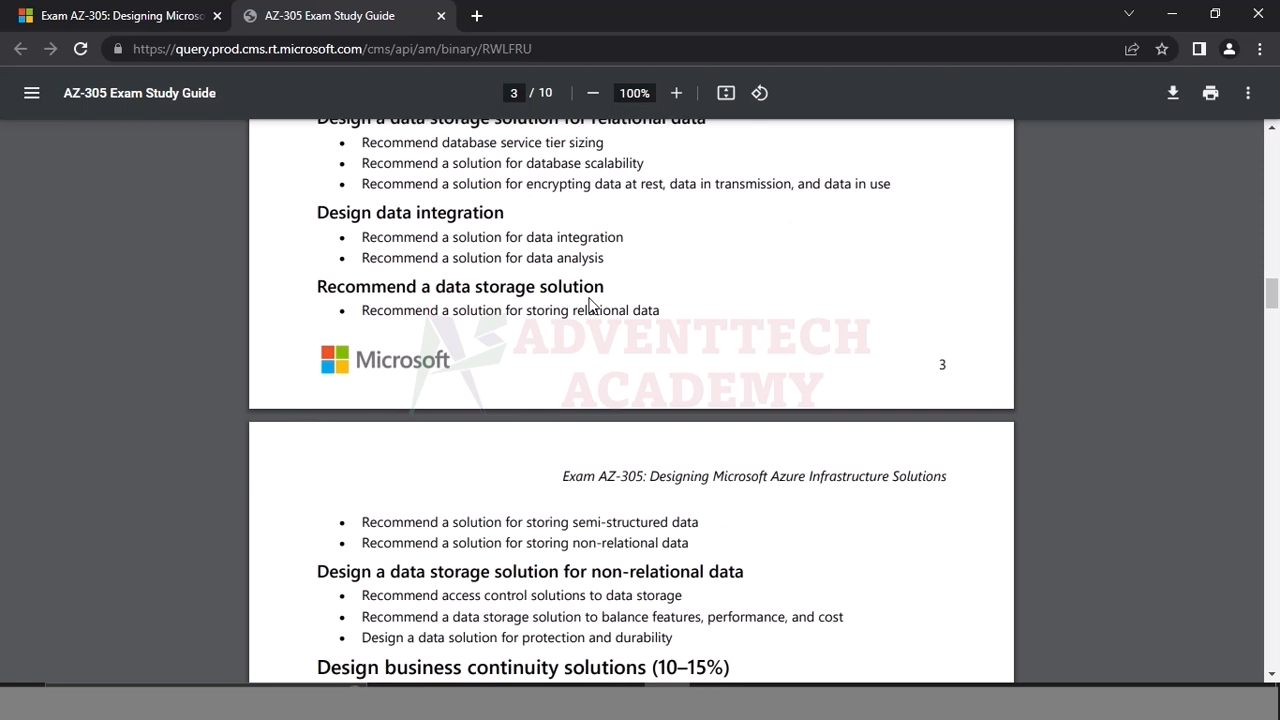 Exam AZ-305: Designing Microso
AZ-305 Exam Study Guide
https://query.prod.cms.rt.microsoft.com/cms/api/am/binary/RWLFRU
AZ-305 Exam Study Guide
3 / 10
100%
Design a data storage solution for relational data
• Recommend database service tier sizing
• Recommend a solution for database scalability
• Recommend a solution for encrypting data at rest, data in transmission, and data in use
Design data integration
• Recommend a solution for data integration
• Recommend a solution for data analysis
Recommend a data storage solution
• Recommend a solution for storing relational data
Microsoft
ADVENTTECH
ACADEMY
3
Exam AZ-305: Designing Microsoft Azure Infrastructure Solutions
• Recommend a solution for storing semi-structured data
• Recommend a solution for storing non-relational data
Design a data storage solution for non-relational data
• Recommend access control solutions to data storage
• Recommend a data storage solution to balance features, performance, and cost
• Design a data solution for protection and durability
Design business continuity solutions (10–15%)